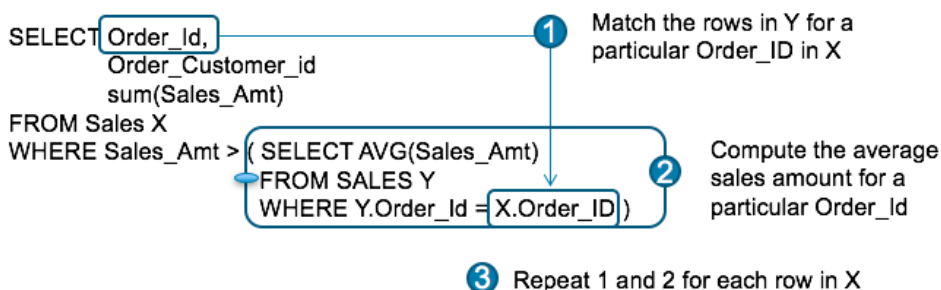 SELECT Order_Id,
Order_Customer_id
sum(Sales_Amt)
FROM Sales X
WHERE Sales_Amt > ( SELECT AVG(Sales_Amt)
FROM SALES Y
WHERE Y.Order_Id = X.Order_ID )
1 Match the rows in Y for a
particular Order_ID in X
2 Compute the average
sales amount for a
particular Order_Id
3 Repeat 1 and 2 for each row in X